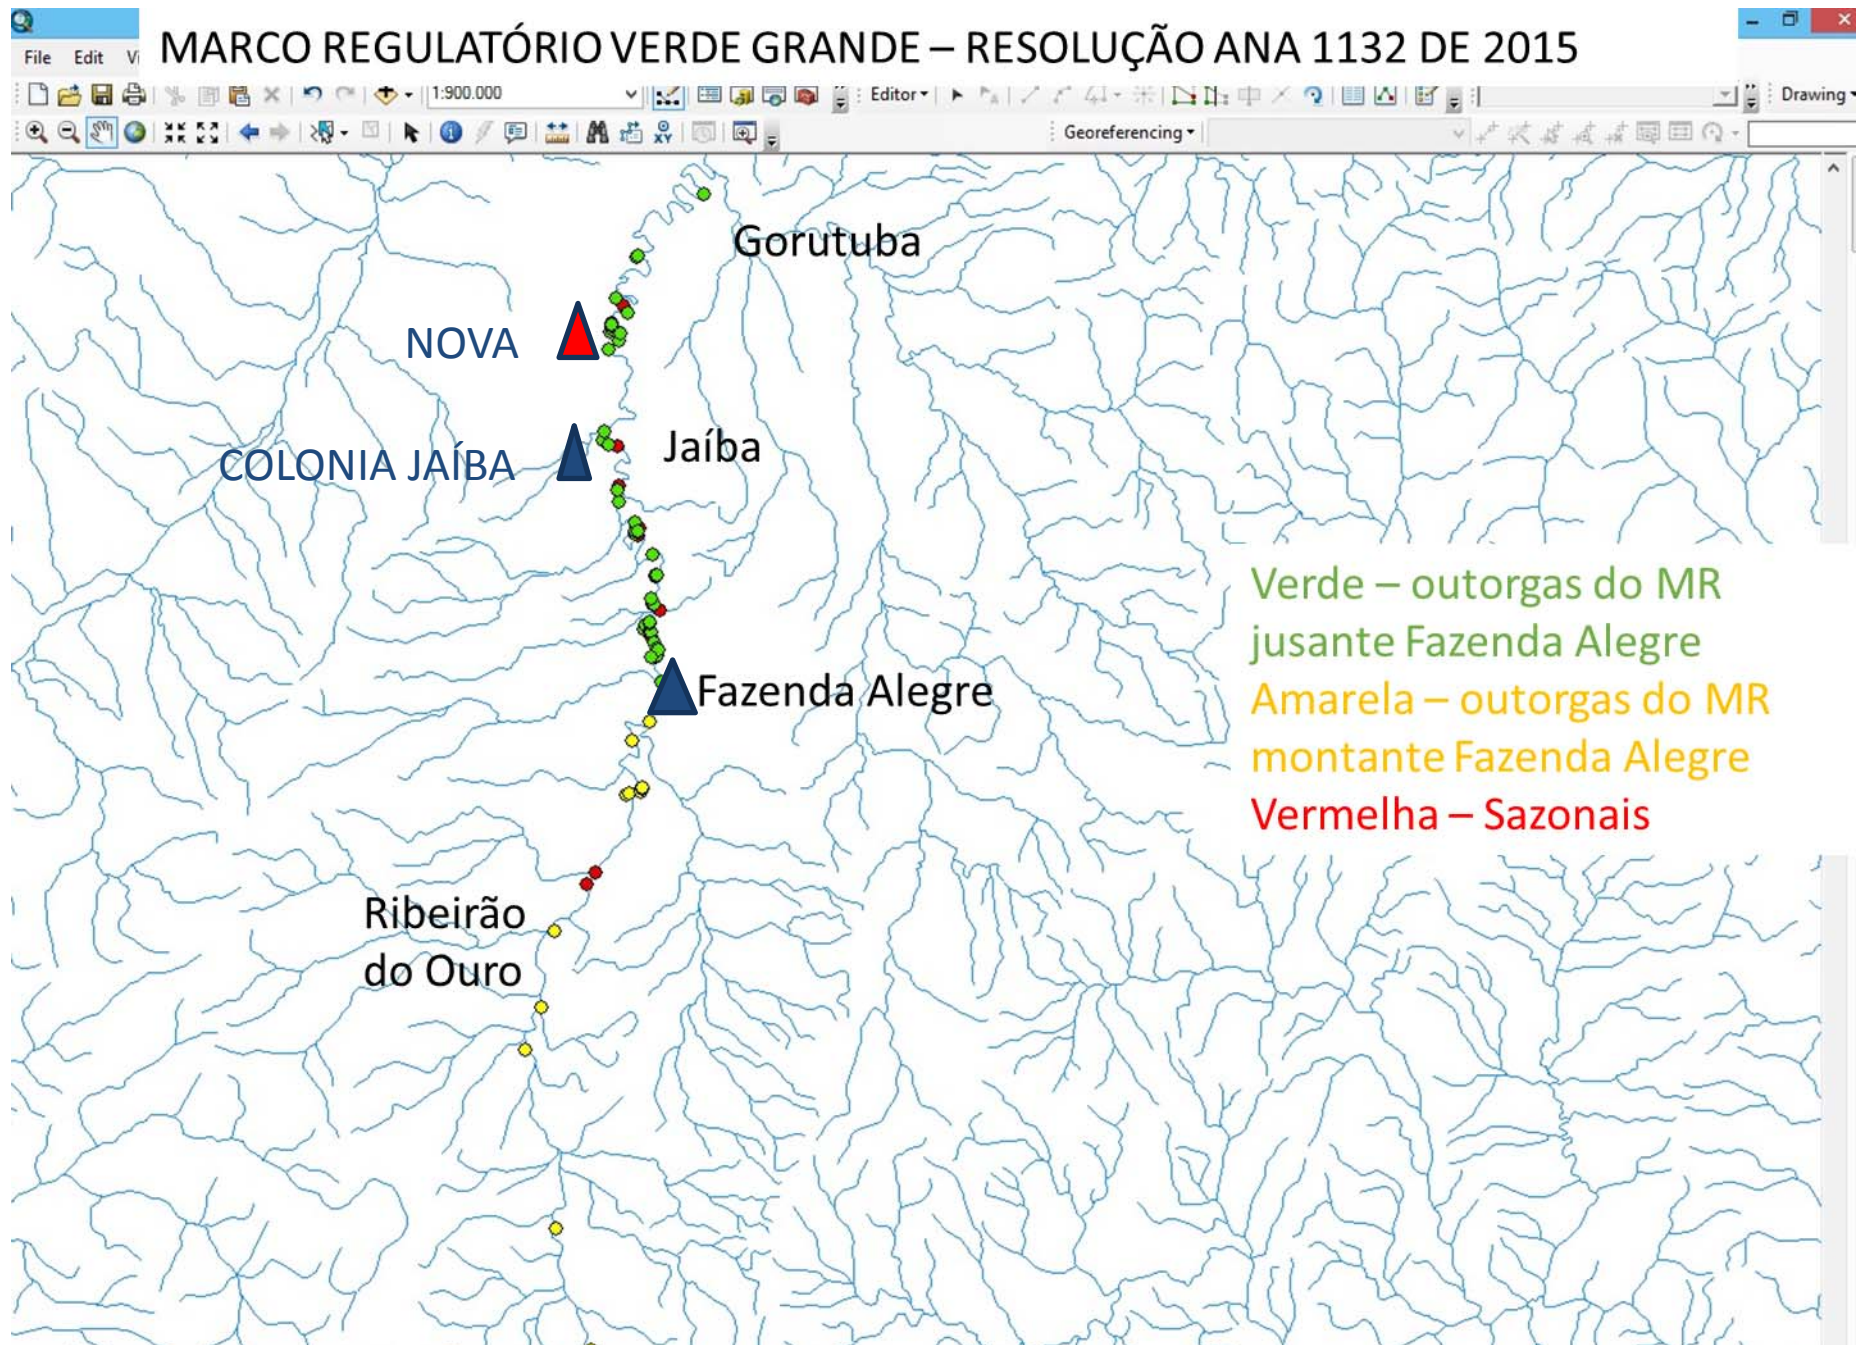 MARCO REGULATÓRIO VERDE GRANDE – RESOLUÇÃO ANA 1132 DE 2015
File Edit Vi
1:900.000
Editor
Drawing
Georeferencing
Gorutuba
NOVA
Jaíba
COLONIA JAÍBA
Verde – outorgas do MR
jusante Fazenda Alegre
Amarela – outorgas do MR
montante Fazenda Alegre
Vermelha – Sazonais
Fazenda Alegre
Ribeirão
do Ouro